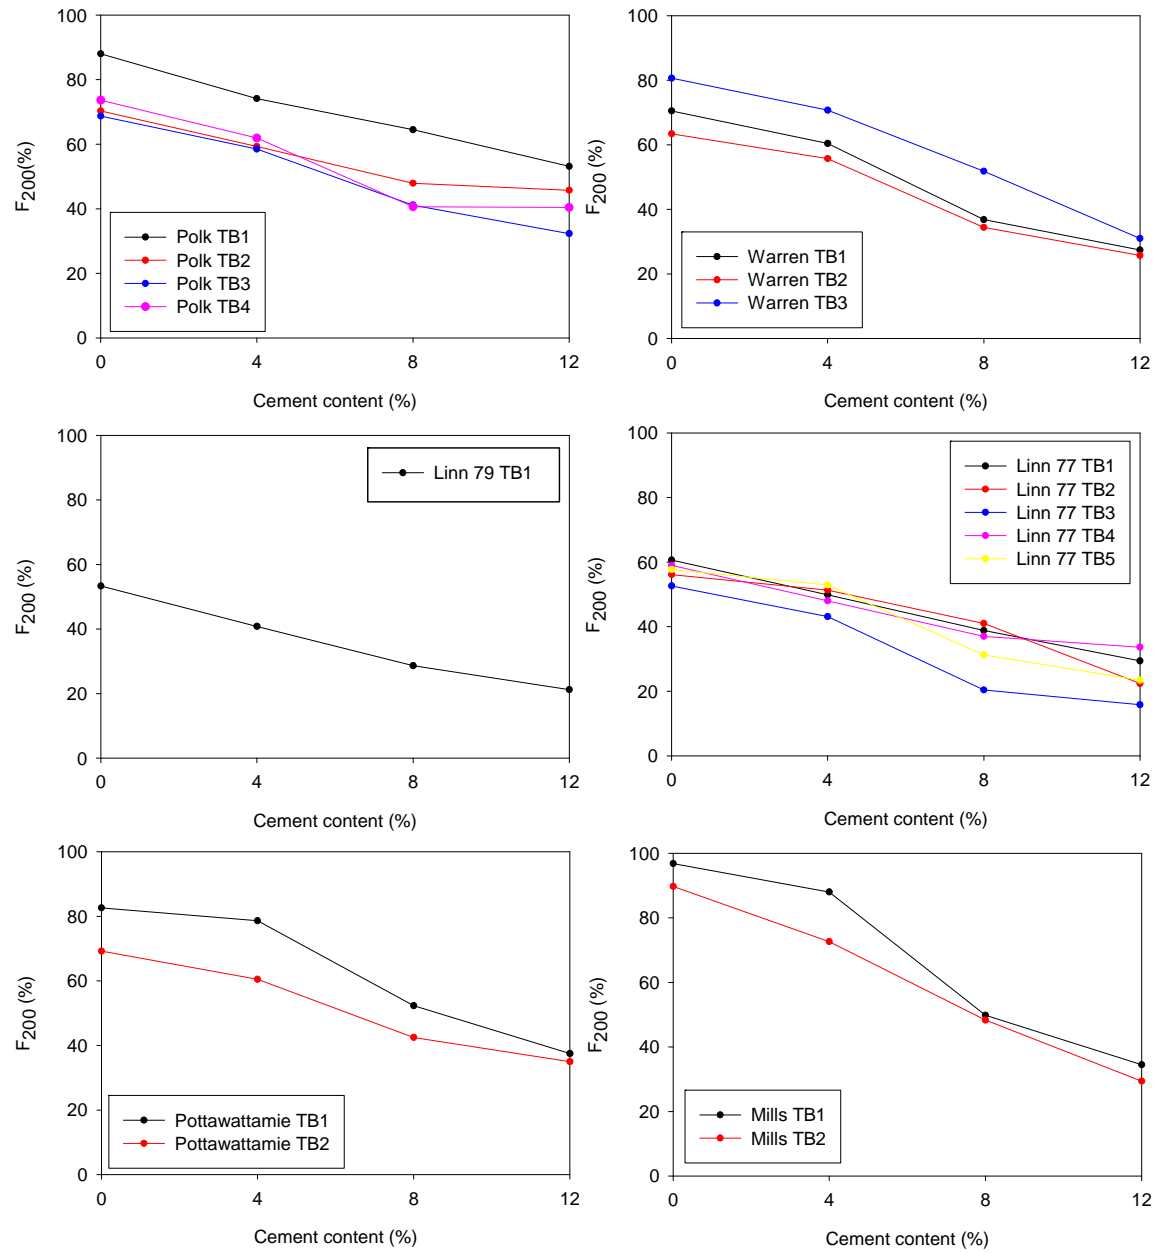 100
80
60
40
20
0
F200(%)
Polk TB1
Polk TB2
Polk TB3
Polk TB4
0 4 8 12
Cement content (%)
100
80
60
40
20
0
F200 (%)
Warren TB1
Warren TB2
Warren TB3
0 4 8 12
Cement content (%)
100
80
60
40
20
0
F200 (%)
Linn 79 TB1
0 4 8 12
Cement content (%)
100
80
60
40
20
0
F200 (%)
Linn 77 TB1
Linn 77 TB2
Linn 77 TB3
Linn 77 TB4
Linn 77 TB5
0 4 8 12
Cement content (%)
100
80
60
40
20
0
F200 (%)
Pottawattamie TB1
Pottawattamie TB2
0 4 8 12
Cement content (%)
100
80
60
40
20
0
F200 (%)
Mills TB1
Mills TB2
0 4 8 12
Cement content (%)